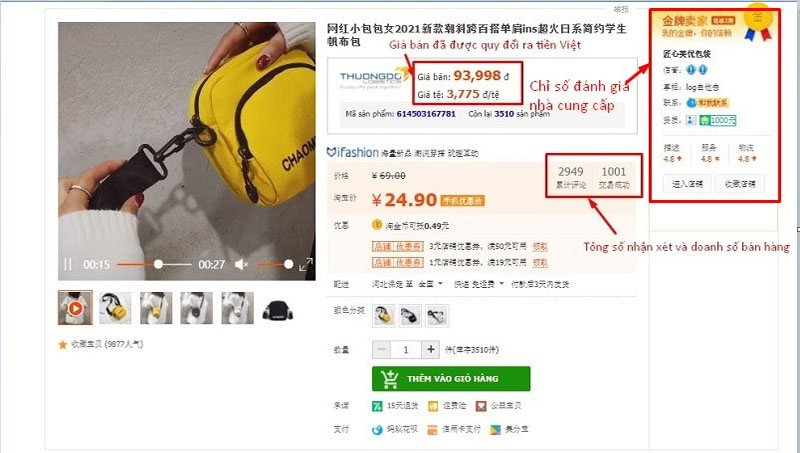 举报
网红小包包女2021新款潮斜跨百搭单肩ins超火日系简约学生
帆布包
Giá bán đã được quy đổi ra tiền Việt
THUONGDO
LOGISTICS
Giá bán: 93,998 đ
Giá tệ: 3,775 đ/tệ
Mã sản phẩm: 614503167781 Còn lại 3510 sản phẩm
ifashion 海量新品 潮流穿搭 玩趣互动
价格 ¥ 69.00
淘宝价 ¥ 24.90 手机优惠价
2949 累计评论
1001 交易成功
优惠 淘金币可抵0.49元
店铺优惠券 3元店铺优惠券，满50元可用 领取
店铺优惠券 1元店铺优惠券，满19元可用 领取
Tổng số nhận xét và doanh số bán hàng
配送 河北保定 至 全国 快递 免运费 付款后3天内发货
颜色分类
数量 − 1 + 件(库存3510件)
THÊM VÀO GIỎ HÀNG
承诺 15天退货 运费险 公益宝贝
支付 蚂蚁花呗 信用卡支付 集分宝
CHAOM
00:15 00:27
收藏宝贝 (9877人气)
Chỉ số đánh giá
nhà cung cấp
金牌卖家
我的金牌，你的信赖
匠心美优包装
信誉：
掌柜：
联系： 和我联系
资质： 1000元
描述 服务 物流
4.8 4.8 4.8
进入店铺 收藏店铺